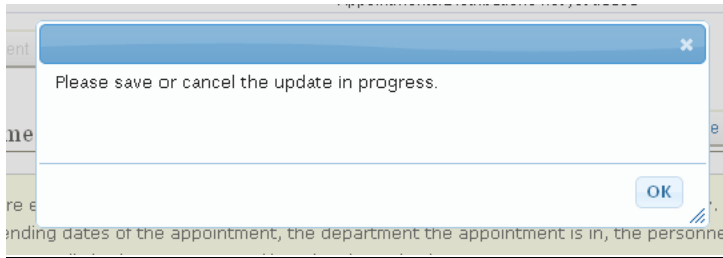 Please save or cancel the update in progress.
OK
ending dates of the appointment, the department the appointment is in, the personne